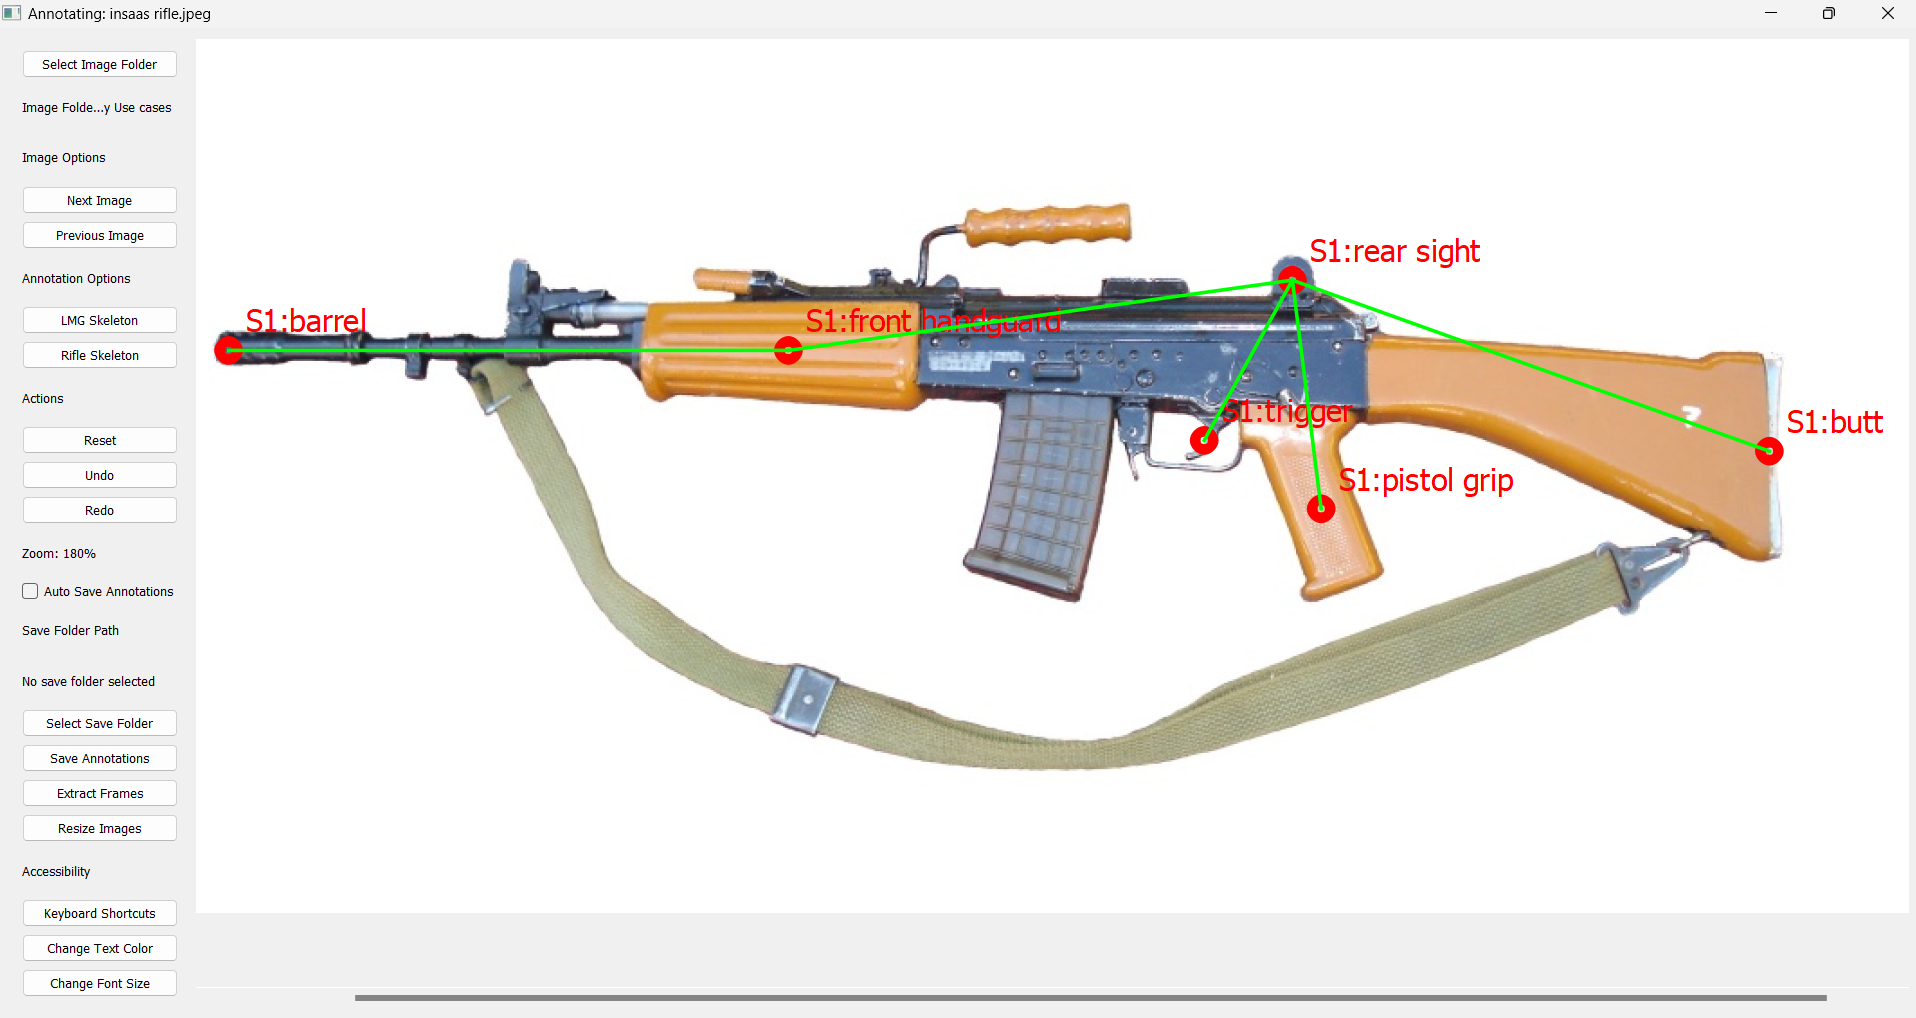 Annotating: insaas rifle.jpeg
Select Image Folder
Image Folde...y Use cases
Image Options
Next Image
Previous Image
Annotation Options
LMG Skeleton
Rifle Skeleton
Actions
Reset
Undo
Redo
Zoom: 180%
Auto Save Annotations
Save Folder Path
No save folder selected
Select Save Folder
Save Annotations
Extract Frames
Resize Images
Accessibility
Keyboard Shortcuts
Change Text Color
Change Font Size
S1:rear sight
S1:barrel
S1:front handguard
S1:trigger
S1:butt
S1:pistol grip